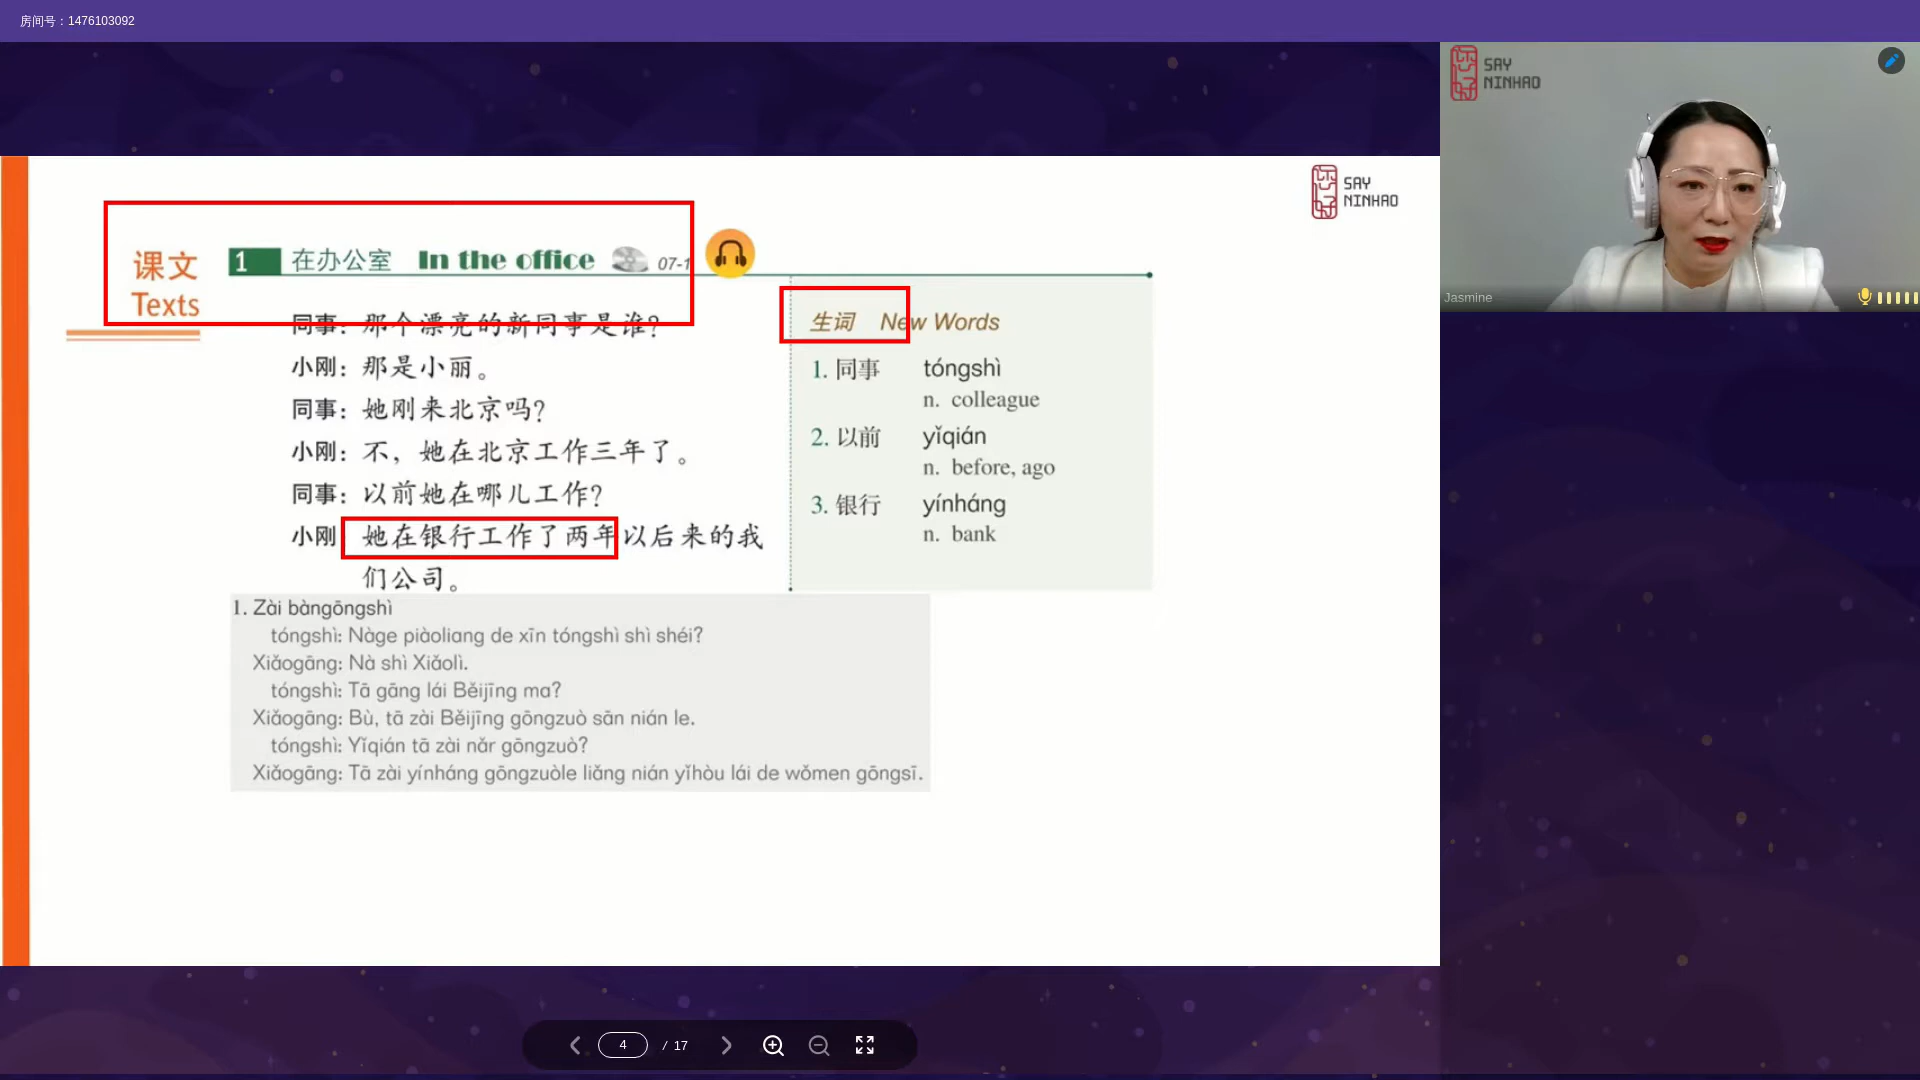 房间号：1476103092
SAY
NINHAO
Jasmine
SAY
NINHAO
课文
Texts
1 在办公室 In the office 07-1
同事：那个漂亮的新同事是谁？
小刚：那是小丽。
同事：她刚来北京吗？
小刚：不，她在北京工作三年了。
同事：以前她在哪儿工作？
小刚 她在银行工作了两年以后来的我
们公司。
生词 New Words
1. 同事 tóngshì
n. colleague
2. 以前 yǐqián
n. before, ago
3. 银行 yínháng
n. bank
1. Zài bàngōngshì
tóngshì: Nàge piàoliang de xīn tóngshì shì shéi?
Xiǎogāng: Nà shì Xiǎolì.
tóngshì: Tā gāng lái Běijīng ma?
Xiǎogāng: Bù, tā zài Běijīng gōngzuò sān nián le.
tóngshì: Yǐqián tā zài nǎr gōngzuò?
Xiǎogāng: Tā zài yínháng gōngzuòle liǎng nián yǐhòu lái de wǒmen gōngsī.
4 / 17